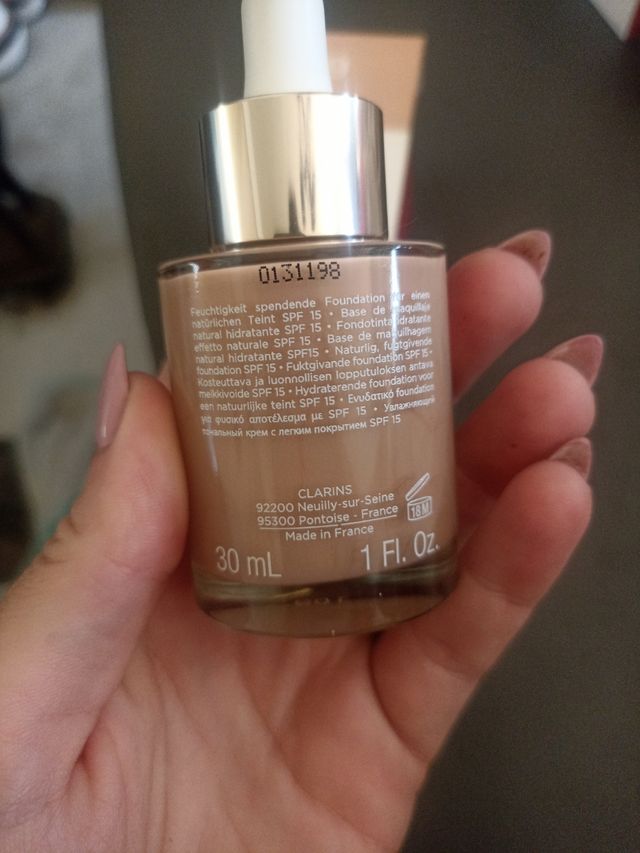 0131198
Feuchtigkeit spendende Foundation für einen
natürlichen Teint SPF 15 • Base de maquillaje
natural hidratante SPF 15 • Fondotinta idratante
effetto naturale SPF 15 • Base de maquilhagem
natural hidratante SPF15 • Naturlig, fugtgivende
foundation SPF 15 • Fuktgivande foundation SPF 15 •
Kosteuttava ja luonnollisen lopputuloksen antava
meikkivoide SPF 15 • Hydraterende foundation voor
een natuurlijke teint SPF 15 • Ενυδατικό foundation
για φυσικό αποτέλεσμα με SPF 15 • Увлажняющий
тональный крем с легким покрытием SPF 15
CLARINS
92200 Neuilly-sur-Seine
95300 Pontoise - France
Made in France
18M
30 mL 1 Fl. Oz.